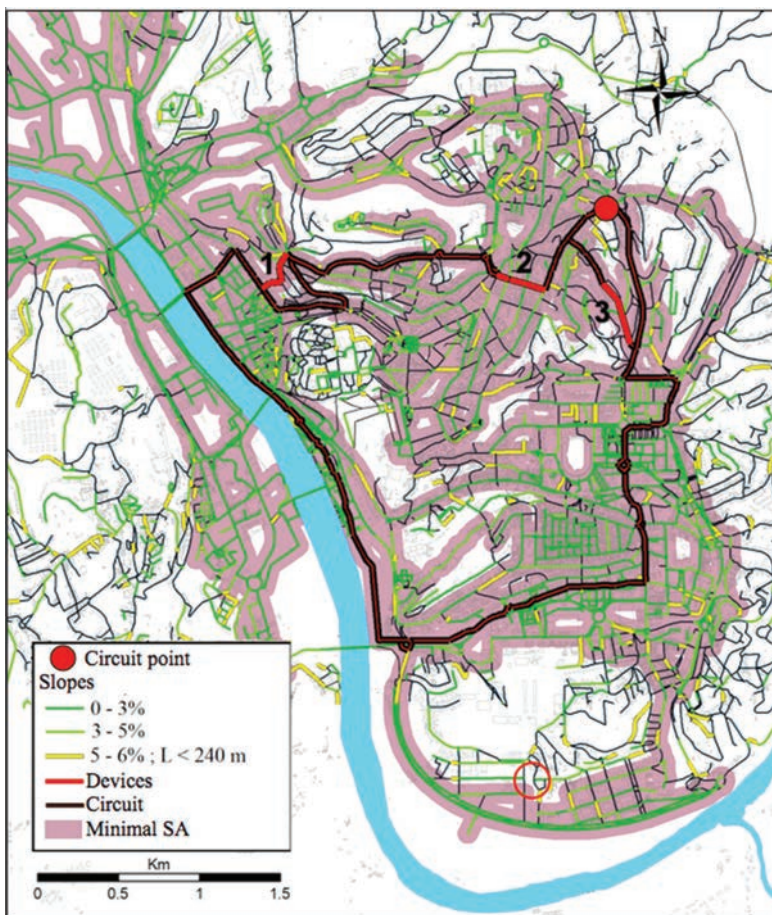 N
1
2
3
Circuit point
Slopes
0 - 3%
3 - 5%
5 - 6% ; L < 240 m
Devices
Circuit
Minimal SA
Km
0 0.5 1 1.5